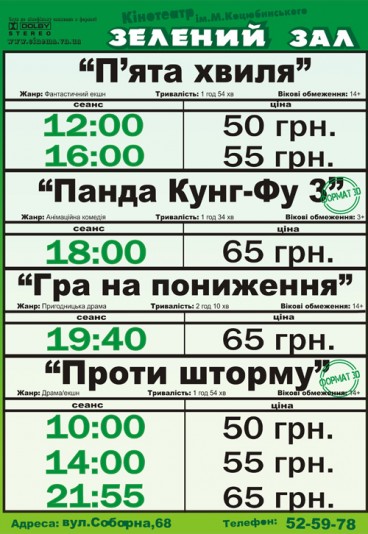 Кінотеатр ім.М.Коцюбинського
DOLBY
STEREO
www.cinema.vn.ua
ЗЕЛЕНИЙ ЗАЛ
“П’ята хвиля”
Жанр: Фантастичний екшн Тривалість: 1 год 54 хв Вікові обмеження: 14+
сеанс ціна
12:00 50 грн.
16:00 55 грн.
“Панда Кунг-Фу 3”
ФОРМАТ 3D
Жанр: Анімаційна комедія Тривалість: 1 год 34 хв Вікові обмеження: 3+
сеанс ціна
18:00 65 грн.
“Гра на пониження”
Жанр: Пригодницька драма Тривалість: 2 год 10 хв Вікові обмеження: 14+
сеанс ціна
19:40 65 грн.
“Проти шторму”
ФОРМАТ 3D
Жанр: Драма/екшн Тривалість: 1 год 54 хв Вікові обмеження: 14+
сеанс ціна
10:00 50 грн.
14:00 55 грн.
21:55 65 грн.
Адреса: вул.Соборна,68 Телефон: 52-59-78